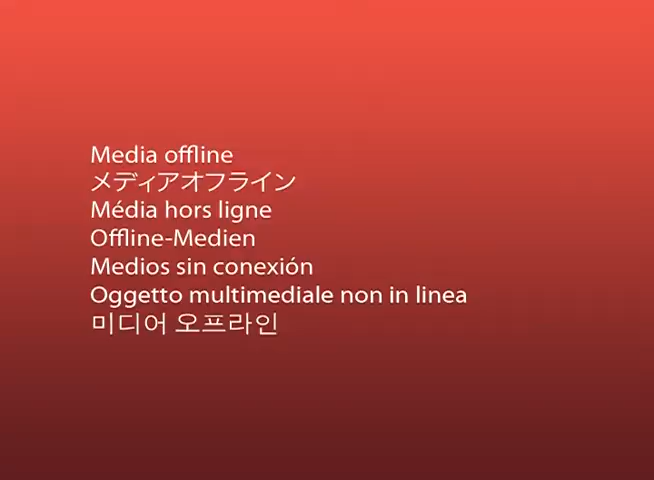 Media offline
メディアオフライン
Média hors ligne
Offline-Medien
Medios sin conexión
Oggetto multimediale non in linea
미디어 오프라인